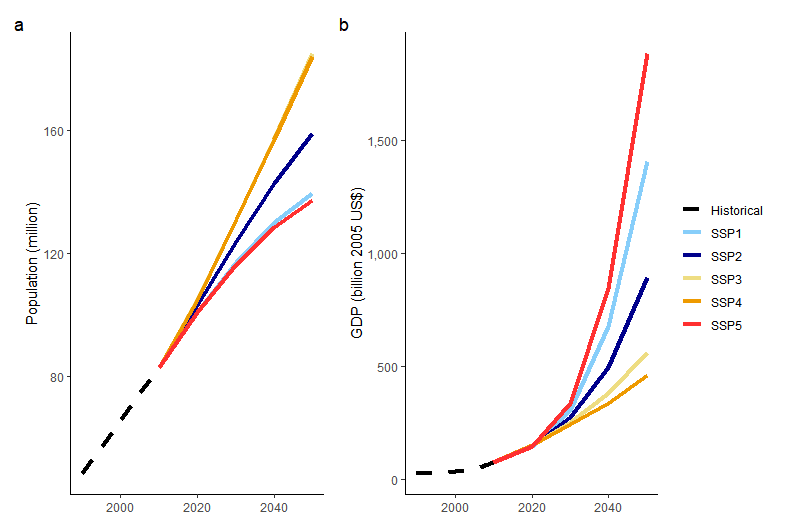 a
Population (million)
160
120
80
2000
2020
2040
b
GDP (billion 2005 US$)
1,500
1,000
500
0
2000
2020
2040
Historical
SSP1
SSP2
SSP3
SSP4
SSP5